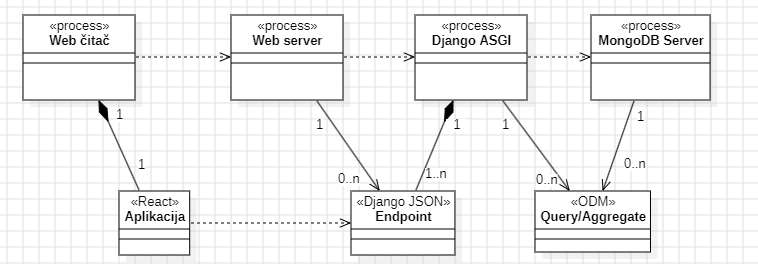 «process»
Web čitač
«process»
Web server
«process»
Django ASGI
«process»
MongoDB Server
1
1
1
1
1
1
0..n
1..n
0..n
0..n
«React»
Aplikacija
«Django JSON»
Endpoint
«ODM»
Query/Aggregate